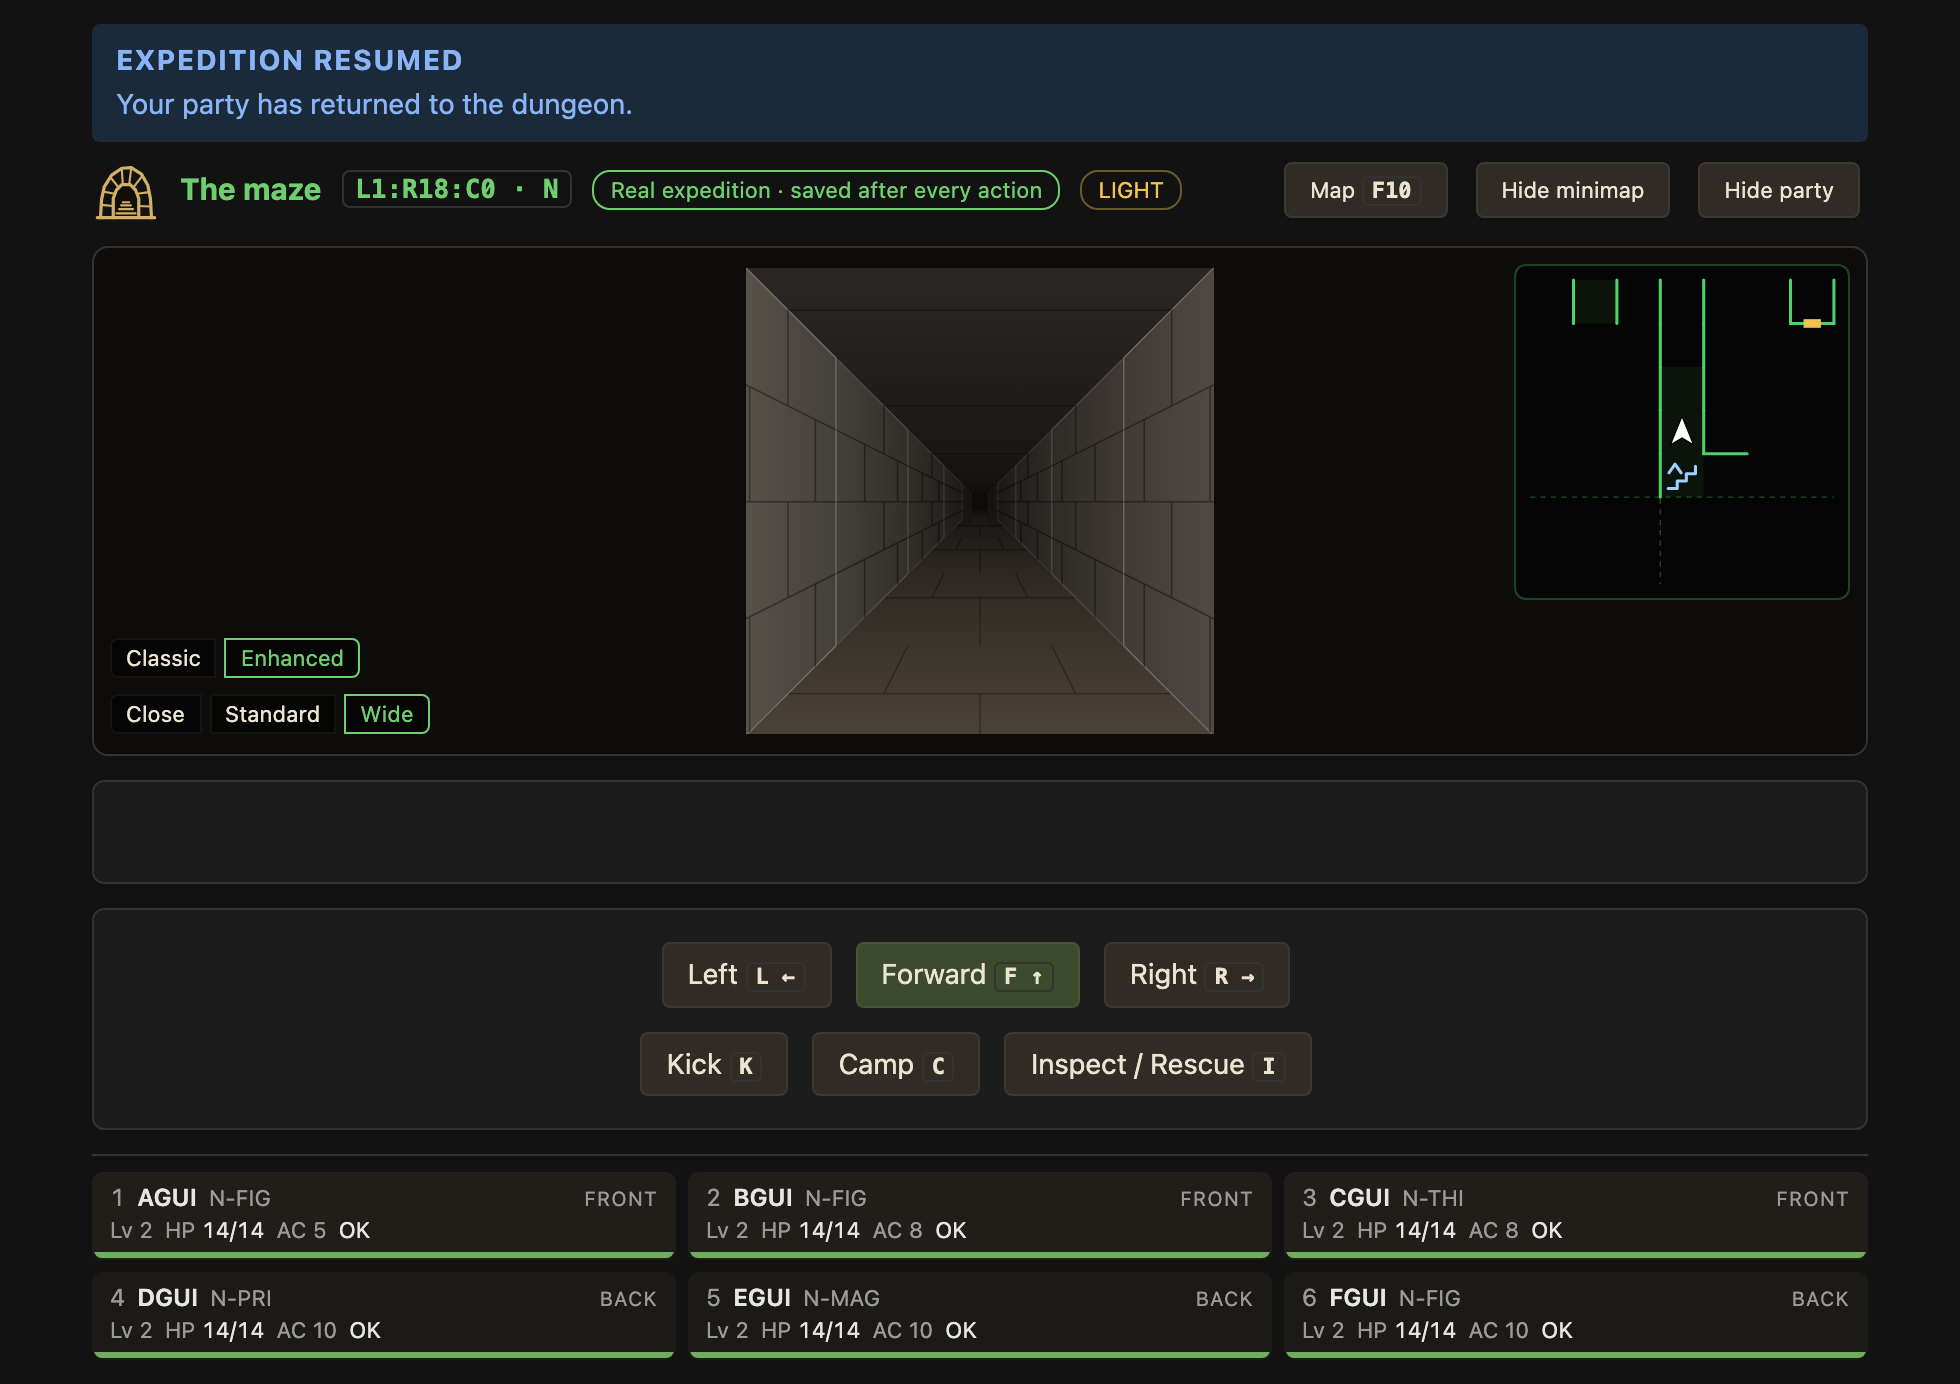 EXPEDITION RESUMED
Your party has returned to the dungeon.
The maze L1:R18:C0 · N Real expedition · saved after every action LIGHT Map F10 Hide minimap Hide party
Classic Enhanced
Close Standard Wide
Left L ← Forward F ↑ Right R →
Kick K Camp C Inspect / Rescue I
1 AGUI N-FIG FRONT
Lv 2 HP 14/14 AC 5 OK
2 BGUI N-FIG FRONT
Lv 2 HP 14/14 AC 8 OK
3 CGUI N-THI FRONT
Lv 2 HP 14/14 AC 8 OK
4 DGUI N-PRI BACK
Lv 2 HP 14/14 AC 10 OK
5 EGUI N-MAG BACK
Lv 2 HP 14/14 AC 10 OK
6 FGUI N-FIG BACK
Lv 2 HP 14/14 AC 10 OK